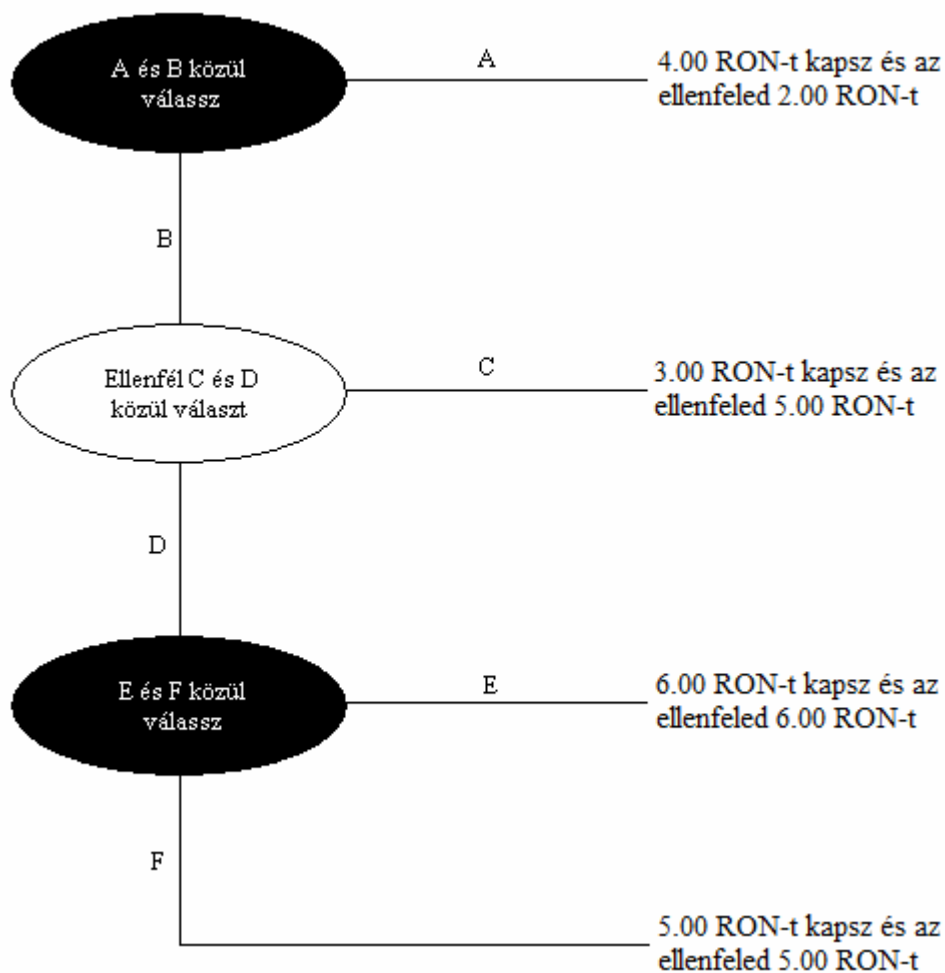 A és B közül
válassz
A
4.00 RON-t kapsz és az
ellenfeled 2.00 RON-t
B
Ellenfél C és D
közül választ
C
3.00 RON-t kapsz és az
ellenfeled 5.00 RON-t
D
E és F közül
válassz
E
6.00 RON-t kapsz és az
ellenfeled 6.00 RON-t
F
5.00 RON-t kapsz és az
ellenfeled 5.00 RON-t